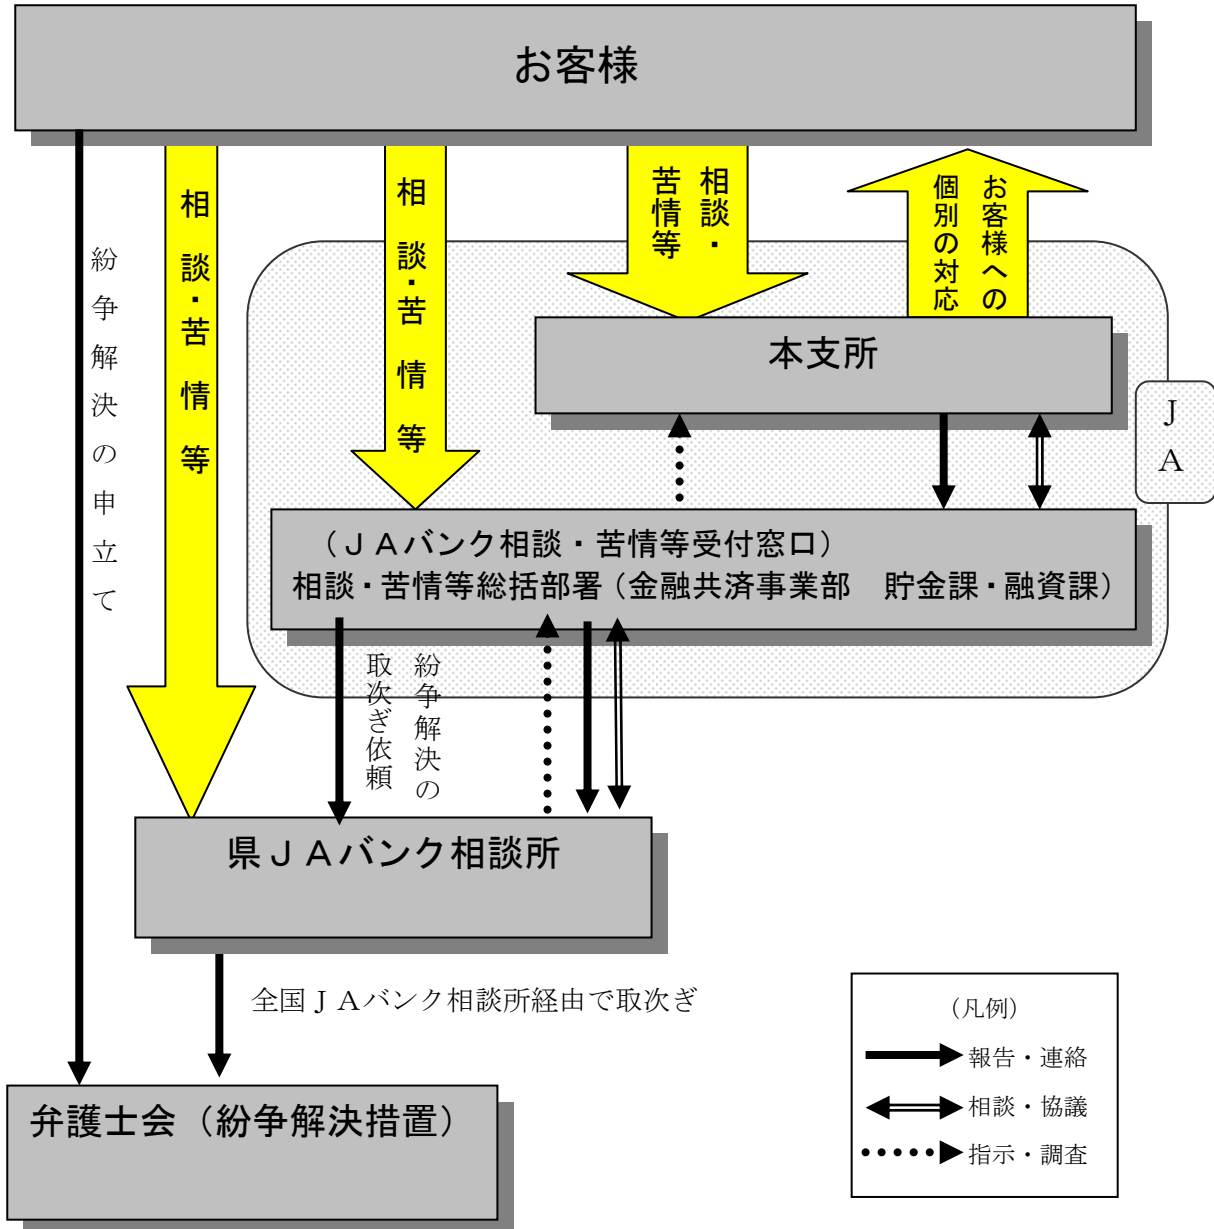 お客様
紛争解決の申立て
相談・苦情等
相談・苦情等
相談・
苦情等
お客様への
個別の対応
本支所
ＪＡ
（ＪＡバンク相談・苦情等受付窓口）
相談・苦情等総括部署（金融共済事業部　貯金課・融資課）
紛争解決の
取次ぎ依頼
県ＪＡバンク相談所
全国ＪＡバンク相談所経由で取次ぎ
弁護士会（紛争解決措置）
（凡例）
報告・連絡
相談・協議
指示・調査